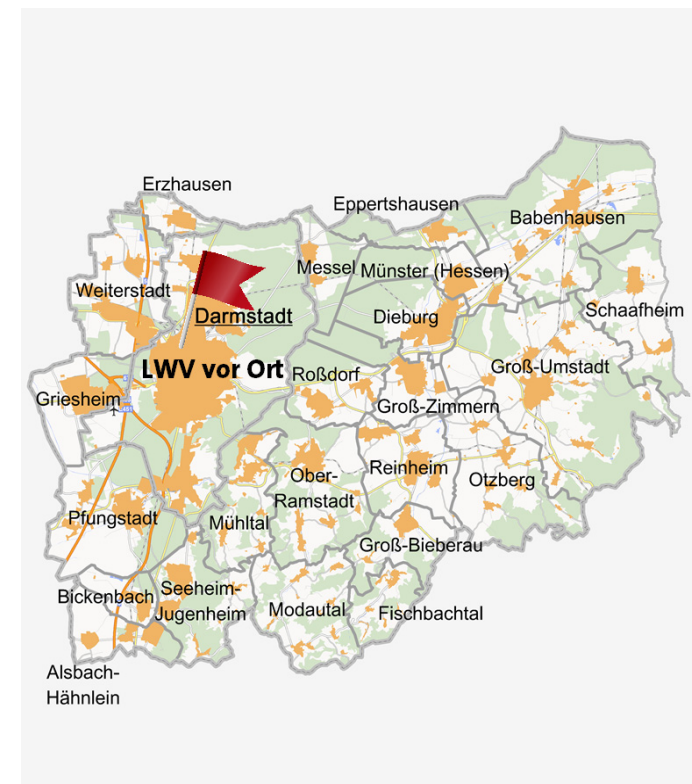 Erzhausen
Eppertshausen
Babenhausen
Messel
Münster (Hessen)
Weiterstadt
Darmstadt
Dieburg
Schaafheim
LWV vor Ort
Roßdorf
Groß-Umstadt
Griesheim
Groß-Zimmern
Ober-
Ramstadt
Reinheim
Otzberg
Pfungstadt
Mühltal
Groß-Bieberau
Bickenbach
Seeheim-
Jugenheim
Modautal
Fischbachtal
Alsbach-
Hähnlein